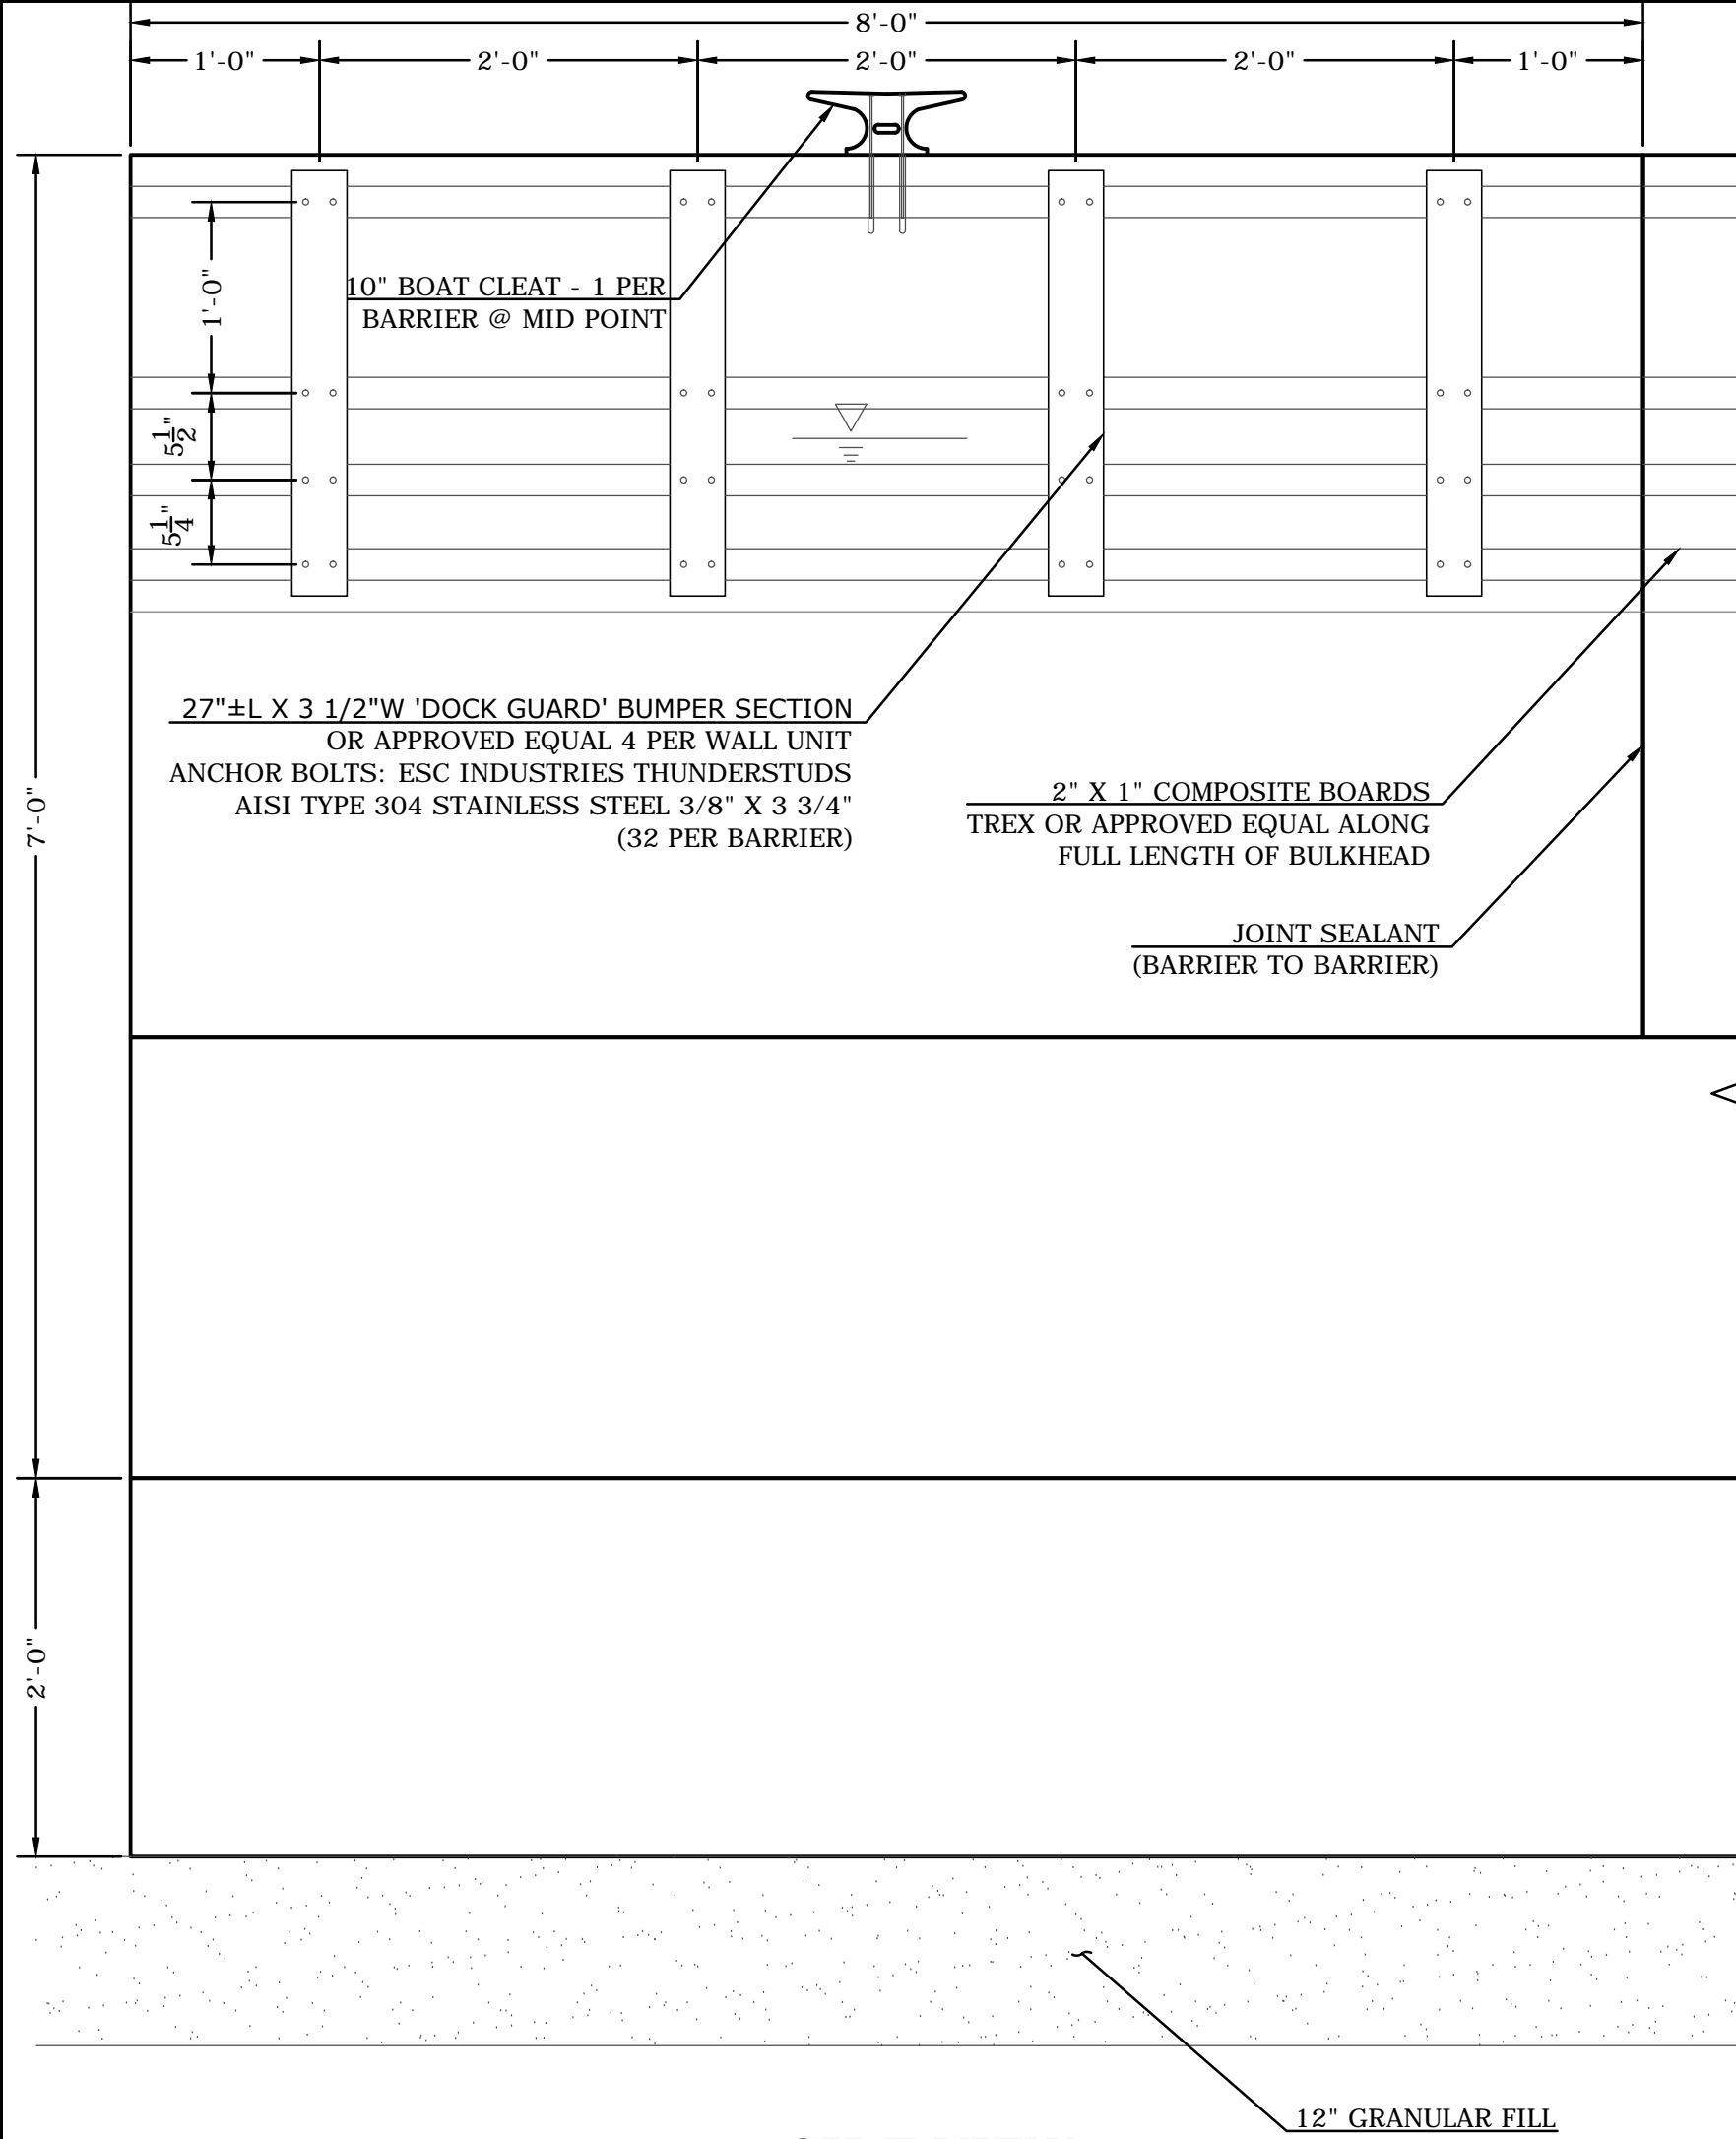 8'-0"
1'-0"
2'-0"
2'-0"
2'-0"
1'-0"
1'-0"
10" BOAT CLEAT - 1 PER
BARRIER @ MID POINT
5 1/2"
5 1/4"
27"±L X 3 1/2"W 'DOCK GUARD' BUMPER SECTION
OR APPROVED EQUAL 4 PER WALL UNIT
ANCHOR BOLTS: ESC INDUSTRIES THUNDERSTUDS
AISI TYPE 304 STAINLESS STEEL 3/8" X 3 3/4"
(32 PER BARRIER)
7'-0"
2" X 1" COMPOSITE BOARDS
TREX OR APPROVED EQUAL ALONG
FULL LENGTH OF BULKHEAD
JOINT SEALANT
(BARRIER TO BARRIER)
2'-0"
12" GRANULAR FILL